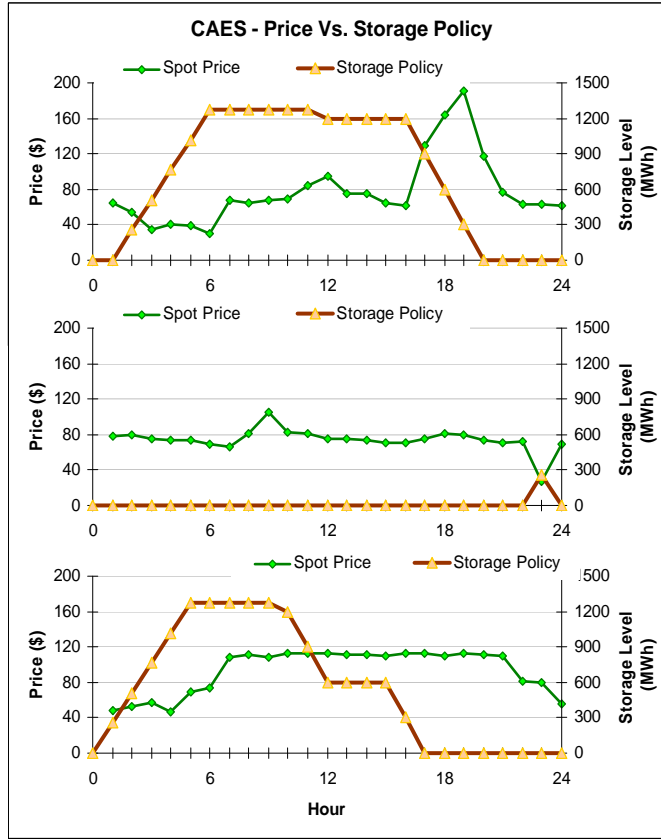 CAES - Price Vs. Storage Policy
Spot Price Storage Policy
200 1500
160 1200
120 900
80 600
40 300
0 0
0 6 12 18 24
Price ($)
Storage Level
(MWh)
Spot Price Storage Policy
200 1500
160 1200
120 900
80 600
40 300
0 0
0 6 12 18 24
Price ($)
Storage Level
(MWh)
Spot Price Storage Policy
200 1500
160 1200
120 900
80 600
40 300
0 0
0 6 12 18 24
Price ($)
Storage Level
(MWh)
Hour